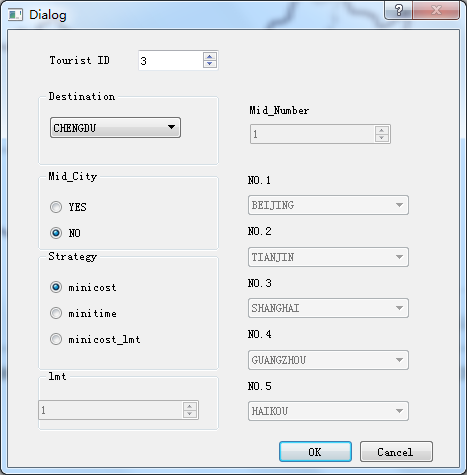 Dialog
Tourist ID
3
Destination
CHENGDU
Mid_City
YES
NO
Strategy
minicost
minitime
minicost_lmt
lmt
1
Mid_Number
1
NO.1
BEIJING
NO.2
TIANJIN
NO.3
SHANGHAI
NO.4
GUANGZHOU
NO.5
HAIKOU
OK
Cancel